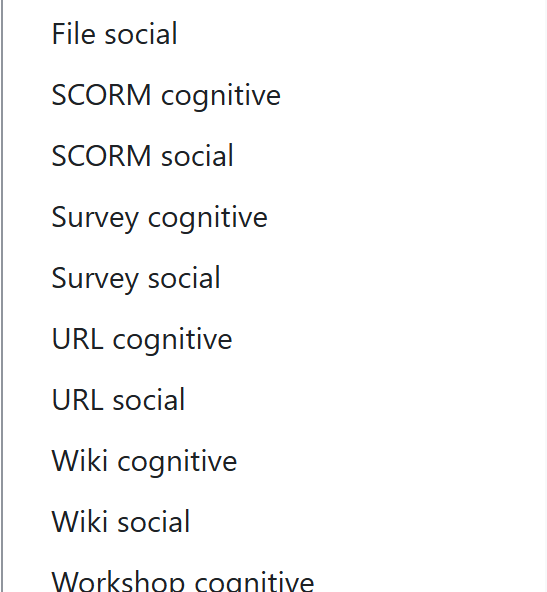 File social
SCORM cognitive
SCORM social
Survey cognitive
Survey social
URL cognitive
URL social
Wiki cognitive
Wiki social
Workshop cognitive